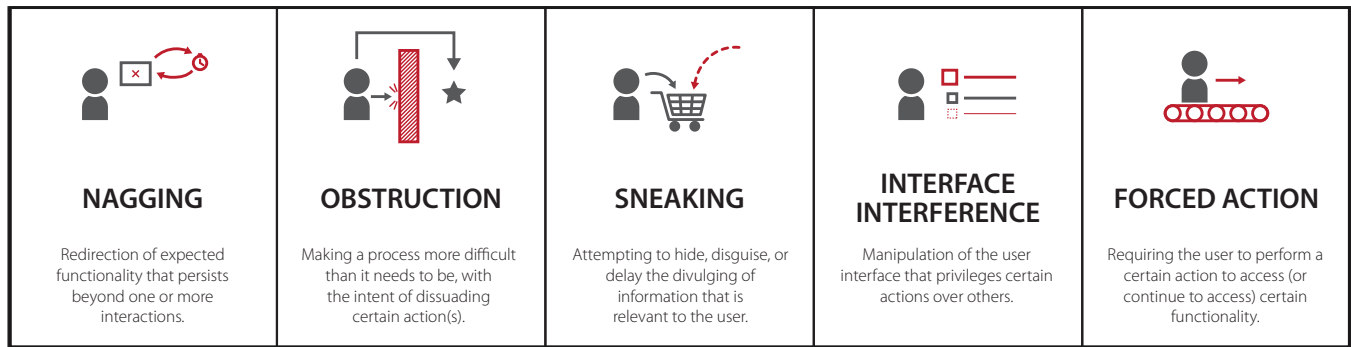 NAGGING
Redirection of expected
functionality that persists
beyond one or more
interactions.
OBSTRUCTION
Making a process more difficult
than it needs to be, with
the intent of dissuading
certain action(s).
SNEAKING
Attempting to hide, disguise, or
delay the divulging of
information that is
relevant to the user.
INTERFACE
INTERFERENCE
Manipulation of the user
interface that privileges certain
actions over others.
FORCED ACTION
Requiring the user to perform a
certain action to access (or
continue to access) certain
functionality.